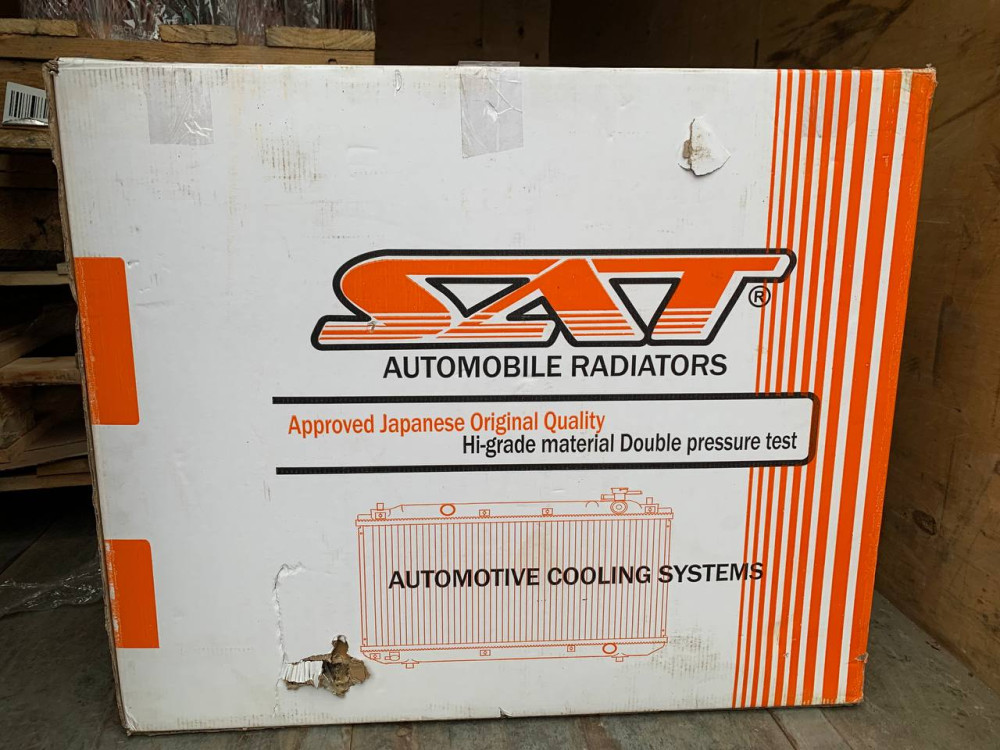 SAT®
AUTOMOBILE RADIATORS
Approved Japanese Original Quality
Hi-grade material Double pressure test
AUTOMOTIVE COOLING SYSTEMS